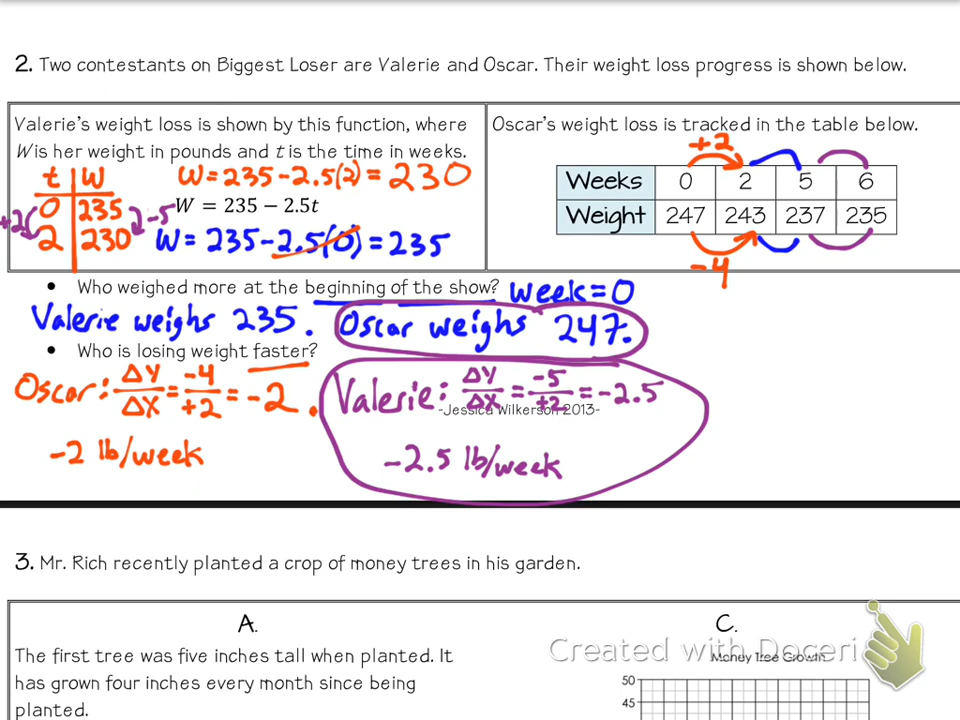 2. Two contestants on Biggest Loser are Valerie and Oscar. Their weight loss progress is shown below.
Valerie's weight loss is shown by this function, where
W is her weight in pounds and t is the time in weeks.
t W
0 235
2 230
+2
-5
W = 235 - 2.5(2) = 230
W = 235 − 2.5t
W = 235 - 2.5(0) = 235
Oscar's weight loss is tracked in the table below.
+2
Weeks 0 2 5 6
Weight 247 243 237 235
-4
• Who weighed more at the beginning of the show? week=0
Valerie weighs 235. Oscar weighs 247.
• Who is losing weight faster?
Oscar: ΔY/ΔX = -4/+2 = -2.
Valerie: ΔY/ΔX = -5/+2 = -2.5
-Jessica Wilkerson 2013-
-2 lb/week
-2.5 lb/week
3. Mr. Rich recently planted a crop of money trees in his garden.
A.
The first tree was five inches tall when planted. It
has grown four inches every month since being
planted.
C.
Money Tree Growth
50
45
Created with Doceri